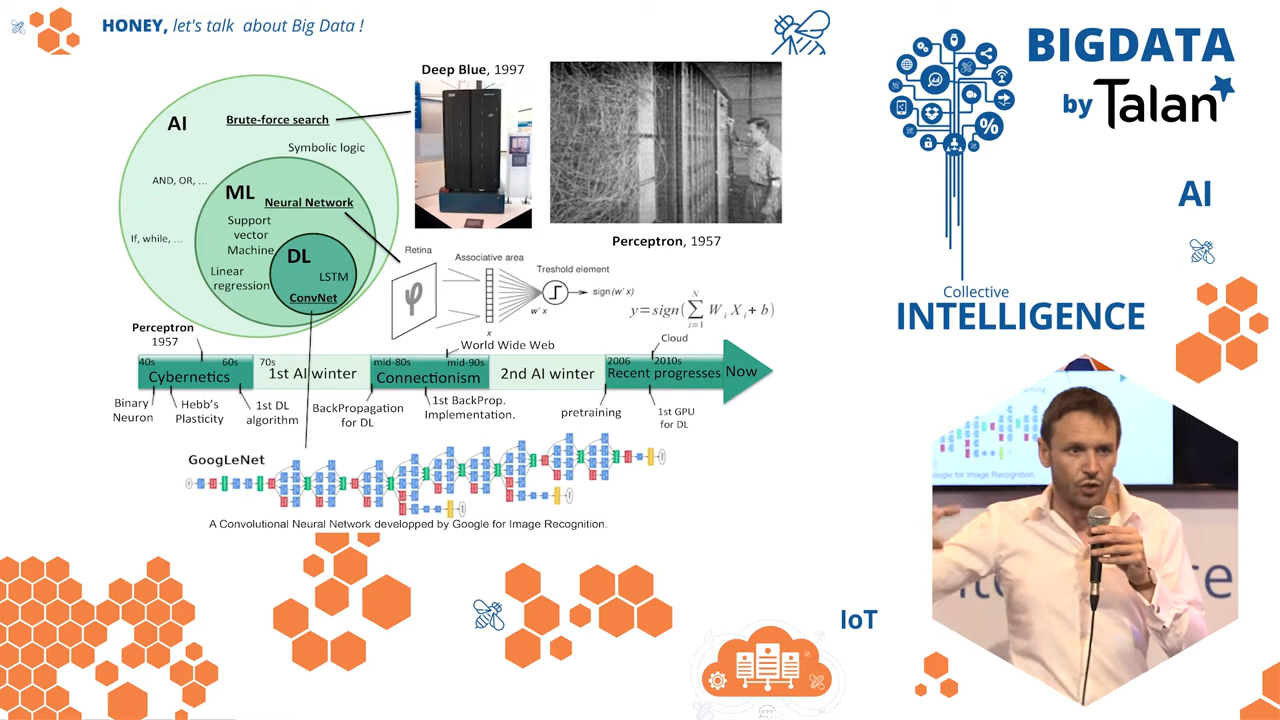 HONEY, let's talk about Big Data !
Deep Blue, 1997
AI
Brute-force search
Symbolic logic
AND, OR, ...
ML
Neural Network
Support
vector
Machine
If, while, ...
DL
LSTM
Linear
regression
ConvNet
Perceptron, 1957
Retina
Associative area
Treshold element
φ
sign(w' x)
w' x
x
y=sign(∑ W i X i + b)
N
i=1
Perceptron
1957
World Wide Web
Cloud
40s
60s
70s
mid-80s
mid-90s
2006
2010s
Cybernetics
1st AI winter
Connectionism
2nd AI winter
Recent progresses
Now
Binary
Neuron
Hebb's
Plasticity
1st DL
algorithm
BackPropagation
for DL
1st BackProp.
Implementation.
pretraining
1st GPU
for DL
GoogLeNet
A Convolutional Neural Network developped by Google for Image Recognition.
BIGDATA
by Talan
%
AI
Collective
INTELLIGENCE
IoT
oogle for Image Recognition